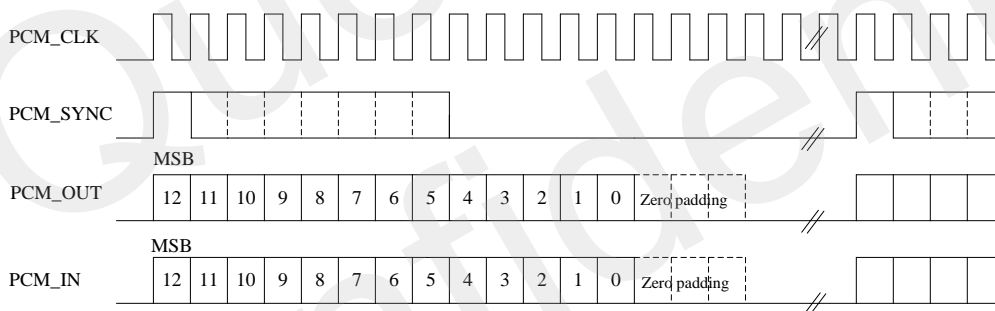 PCM_CLK
PCM_SYNC
MSB
PCM_OUT 12 11 10 9 8 7 6 5 4 3 2 1 0 Zero padding
MSB
PCM_IN 12 11 10 9 8 7 6 5 4 3 2 1 0 Zero padding